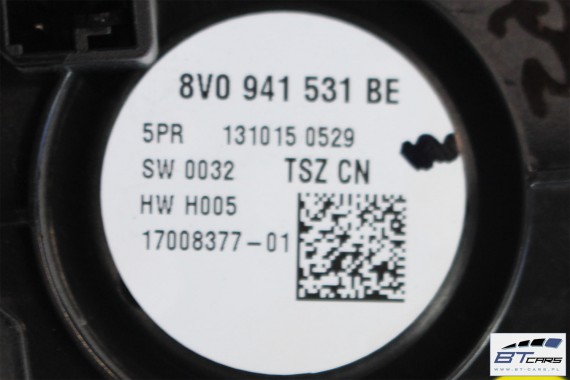 8V0 941 531 BE
5PR 131015 0529
SW 0032 TSZ CN
HW H005
17008377-01
BT CARS
WWW.BT-CARS.PL